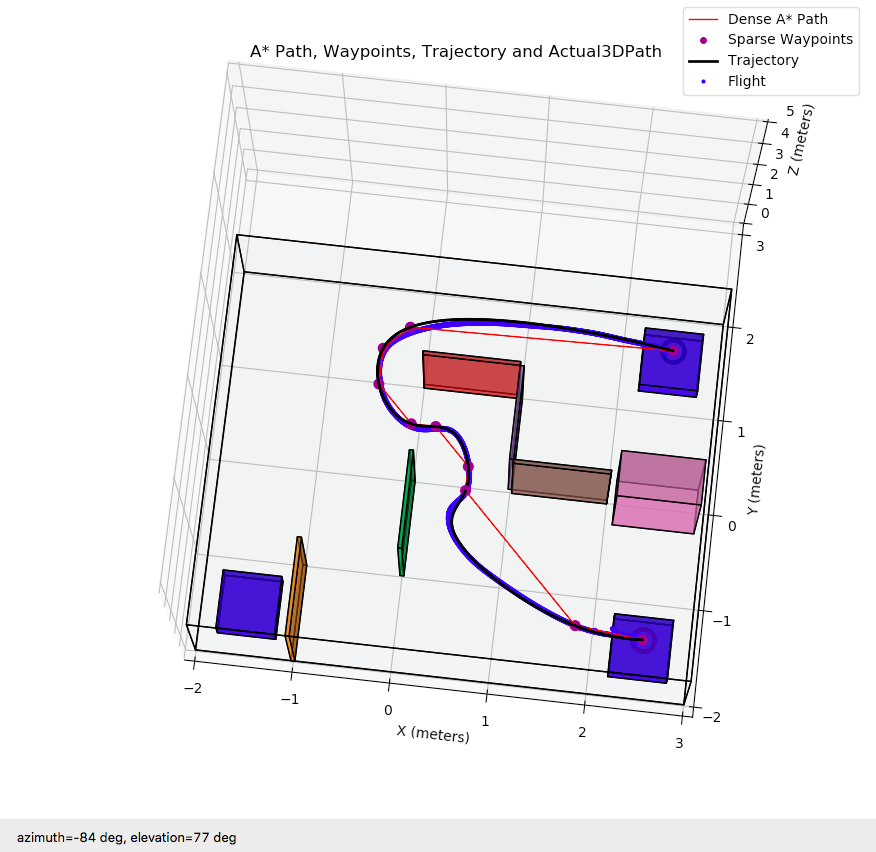 Dense A* Path
Sparse Waypoints
Trajectory
Flight
A* Path, Waypoints, Trajectory and Actual3DPath
5
4
3
2
1
0
Z (meters)
3
2
1
0
−1
−2
Y (meters)
−2
−1
0
1
2
3
X (meters)
azimuth=-84 deg, elevation=77 deg